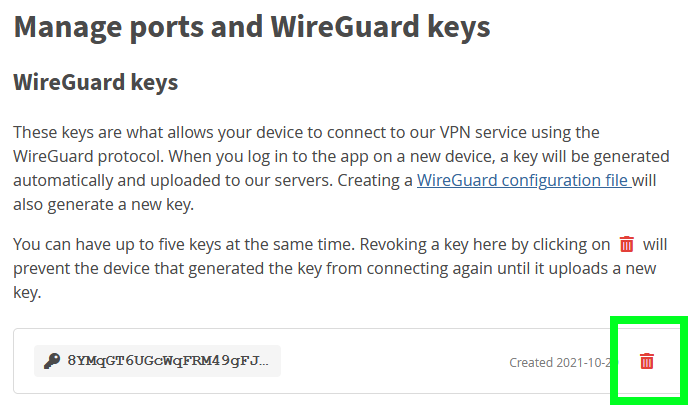 Manage ports and WireGuard keys
WireGuard keys
These keys are what allows your device to connect to our VPN service using the
WireGuard protocol. When you log in to the app on a new device, a key will be generated
automatically and uploaded to our servers. Creating a WireGuard configuration file will
also generate a new key.
You can have up to five keys at the same time. Revoking a key here by clicking on will
prevent the device that generated the key from connecting again until it uploads a new
key.
8YMqGT6UGcWqFRM49gFJ… Created 2021-10-2